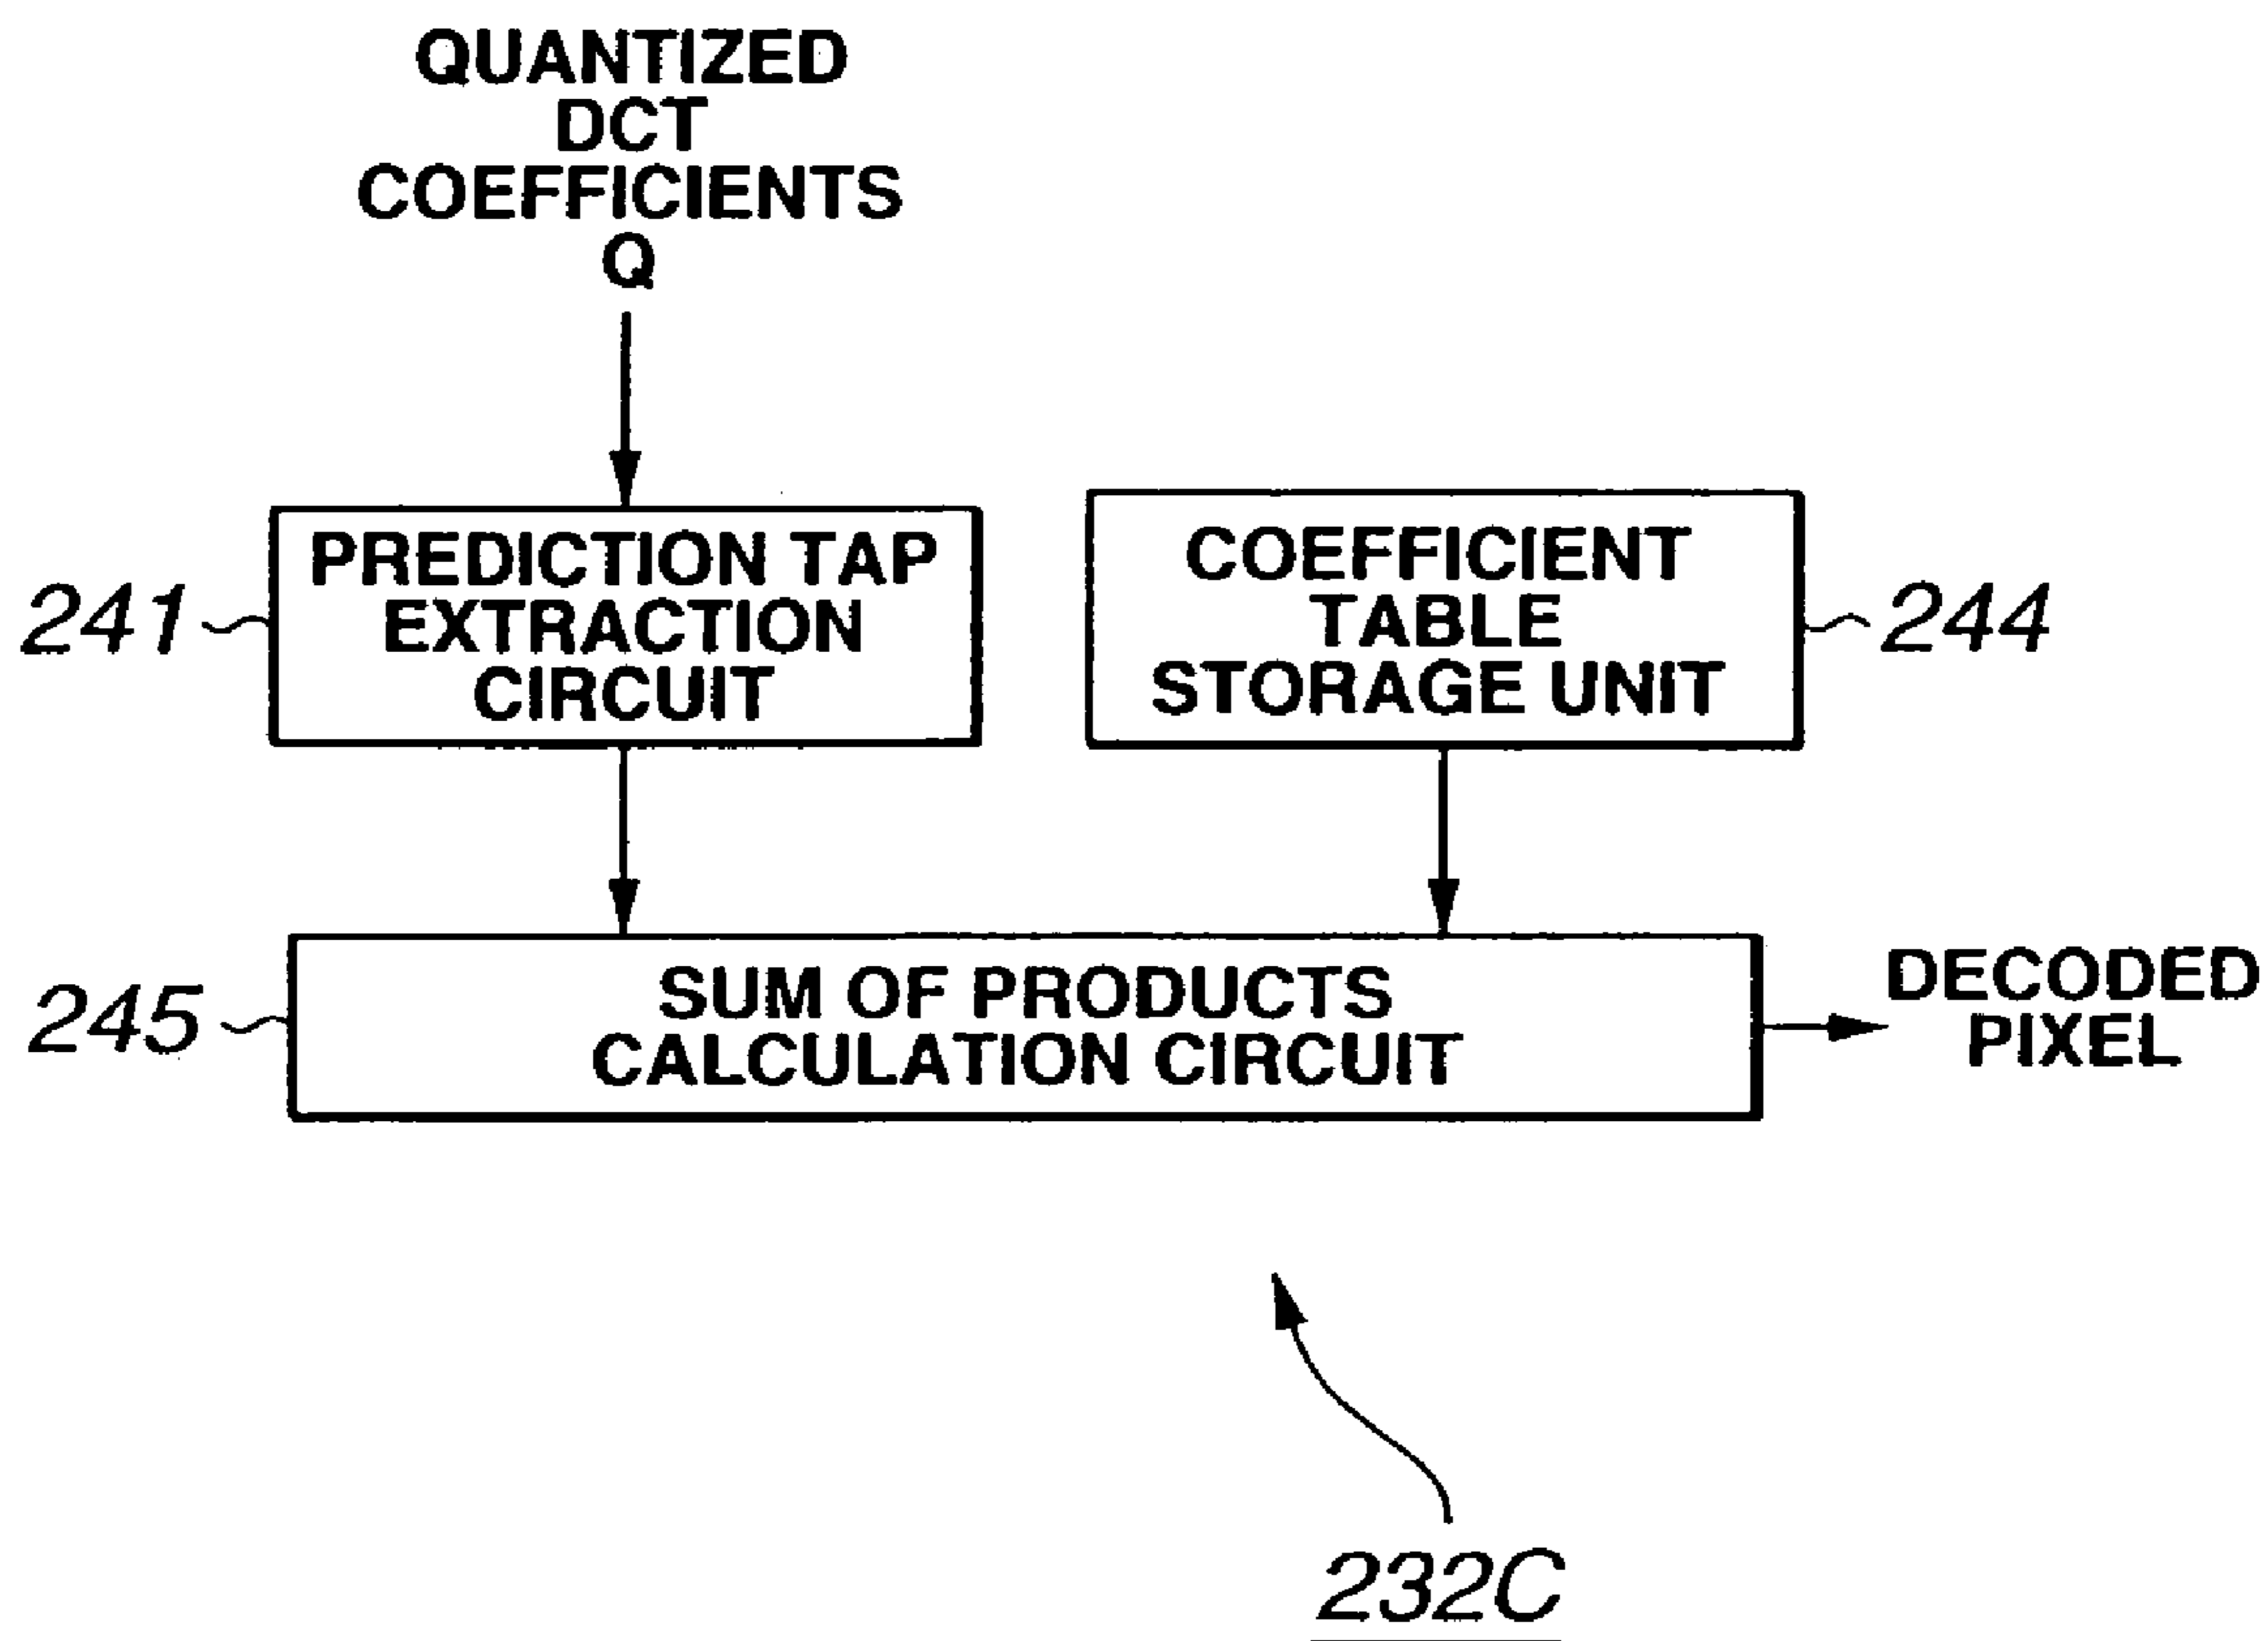 QUANTIZED
DCT
COEFFICIENTS
Q
PREDICTION TAP
EXTRACTION
CIRCUIT
241
COEFFICIENT
TABLE
STORAGE UNIT
244
SUM OF PRODUCTS
CALCULATION CIRCUIT
245
DECODED
PIXEL
232C